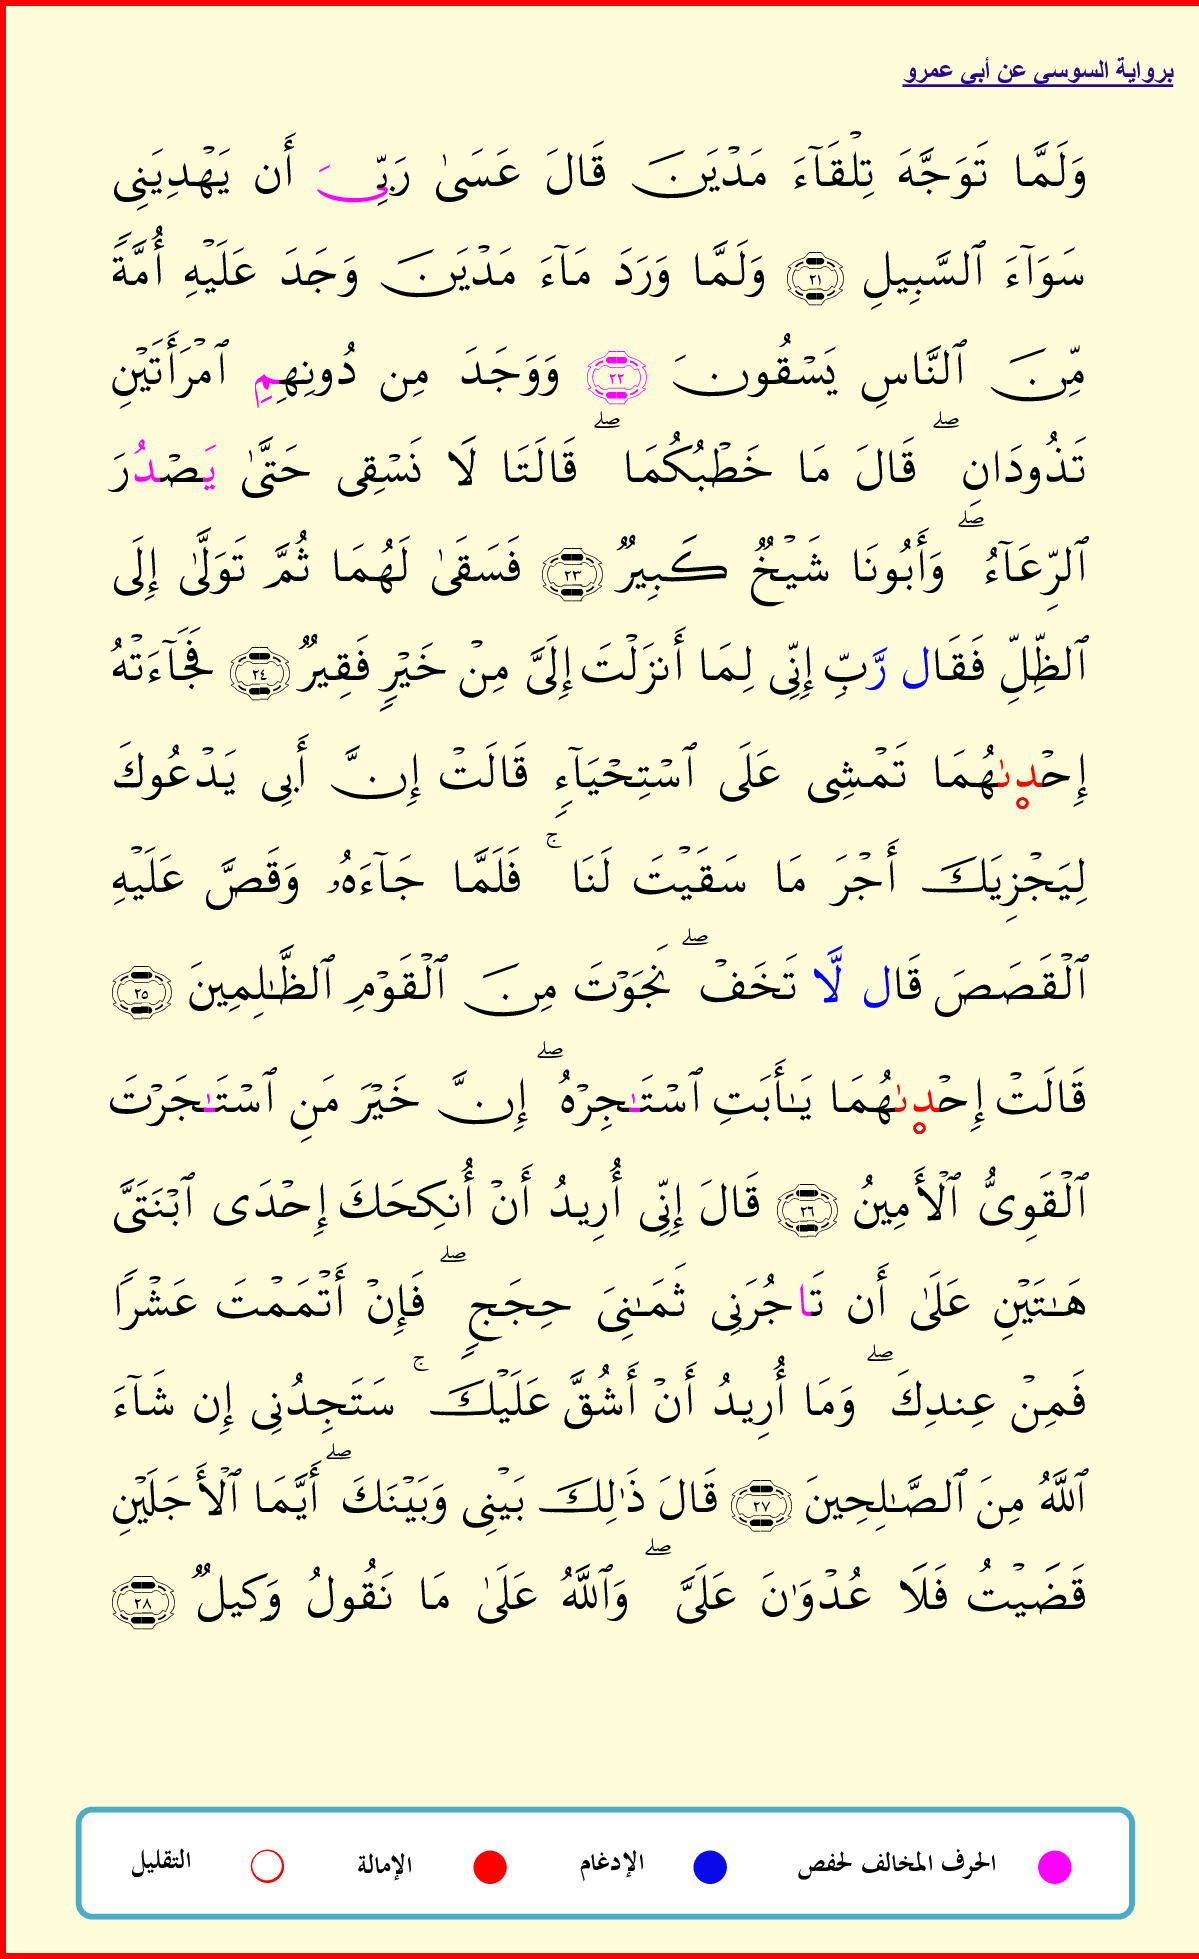 برواية السوسي عن أبي عمرو
وَلَمَّا تَوَجَّهَ تِلْقَآءَ مَدْيَنَ قَالَ عَسَىٰ رَبِّىَ أَن يَهْدِيَنِى
سَوَآءَ ٱلسَّبِيلِ ٢١ وَلَمَّا وَرَدَ مَآءَ مَدْيَنَ وَجَدَ عَلَيْهِ أُمَّةً
مِّنَ ٱلنَّاسِ يَسْقُونَ ٢٢ وَوَجَدَ مِن دُونِهِمِ ٱمْرَأَتَيْنِ
تَذُودَانِ ۖ قَالَ مَا خَطْبُكُمَا ۖ قَالَتَا لَا نَسْقِى حَتَّىٰ يَصْدُرَ
ٱلرِّعَآءُ ۖ وَأَبُونَا شَيْخٌ كَبِيرٌ ٢٣ فَسَقَىٰ لَهُمَا ثُمَّ تَوَلَّىٰ إِلَى
ٱلظِّلِّ فَقَال رَّبِّ إِنِّى لِمَا أَنزَلْتَ إِلَىَّ مِنْ خَيْرٍ فَقِيرٌ ٢٤ فَجَآءَتْهُ
إِحْدىٰهُمَا تَمْشِى عَلَى ٱسْتِحْيَآءٍ قَالَتْ إِنَّ أَبِى يَدْعُوكَ
لِيَجْزِيَكَ أَجْرَ مَا سَقَيْتَ لَنَا ۚ فَلَمَّا جَآءَهُۥ وَقَصَّ عَلَيْهِ
ٱلْقَصَصَ قَال لَّا تَخَفْ ۖ نَجَوْتَ مِنَ ٱلْقَوْمِ ٱلظَّٰلِمِينَ ٢٥
قَالَتْ إِحْدىٰهُمَا يَٰأَبَتِ ٱسْتَٰجِرْهُ ۖ إِنَّ خَيْرَ مَنِ ٱسْتَٰجَرْتَ
ٱلْقَوِىُّ ٱلْأَمِينُ ٢٦ قَالَ إِنِّى أُرِيدُ أَنْ أُنكِحَكَ إِحْدَى ٱبْنَتَىَّ
هَٰتَيْنِ عَلَىٰ أَن تَاجُرَنِى ثَمَٰنِىَ حِجَجٍ ۖ فَإِنْ أَتْمَمْتَ عَشْرًا
فَمِنْ عِندِكَ ۖ وَمَا أُرِيدُ أَنْ أَشُقَّ عَلَيْكَ ۚ سَتَجِدُنِى إِن شَآءَ
ٱللَّهُ مِنَ ٱلصَّٰلِحِينَ ٢٧ قَالَ ذَٰلِكَ بَيْنِى وَبَيْنَكَ ۖ أَيَّمَا ٱلْأَجَلَيْنِ
قَضَيْتُ فَلَا عُدْوَٰنَ عَلَىَّ ۖ وَٱللَّهُ عَلَىٰ مَا نَقُولُ وَكِيلٌ ٢٨
الحرف المخالف لحفص الإدغام الإمالة التقليل